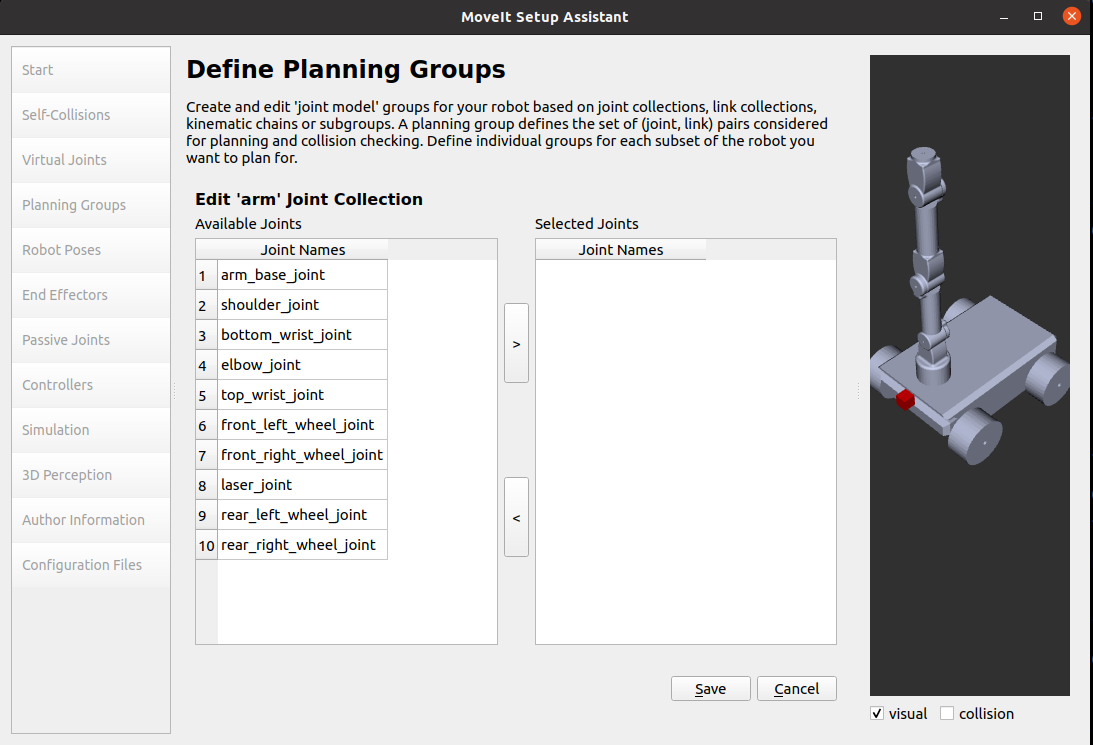 MoveIt Setup Assistant
Start
Self-Collisions
Virtual Joints
Planning Groups
Robot Poses
End Effectors
Passive Joints
Controllers
Simulation
3D Perception
Author Information
Configuration Files
Define Planning Groups
Create and edit 'joint model' groups for your robot based on joint collections, link collections,
kinematic chains or subgroups. A planning group defines the set of (joint, link) pairs considered
for planning and collision checking. Define individual groups for each subset of the robot you
want to plan for.
Edit 'arm' Joint Collection
Available Joints
Joint Names
1 arm_base_joint
2 shoulder_joint
3 bottom_wrist_joint
4 elbow_joint
5 top_wrist_joint
6 front_left_wheel_joint
7 front_right_wheel_joint
8 laser_joint
9 rear_left_wheel_joint
10 rear_right_wheel_joint
>
<
Selected Joints
Joint Names
Save
Cancel
visual
collision